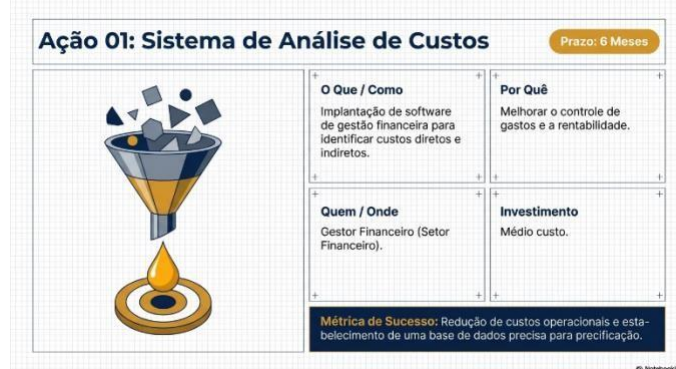 Ação 01: Sistema de Análise de Custos
Prazo: 6 Meses
O Que / Como
Implantação de software
de gestão financeira para
identificar custos diretos e
indiretos.
Por Quê
Melhorar o controle de
gastos e a rentabilidade.
Quem / Onde
Gestor Financeiro (Setor
Financeiro).
Investimento
Médio custo.
Métrica de Sucesso: Redução de custos operacionais e esta-
belecimento de uma base de dados precisa para precificação.